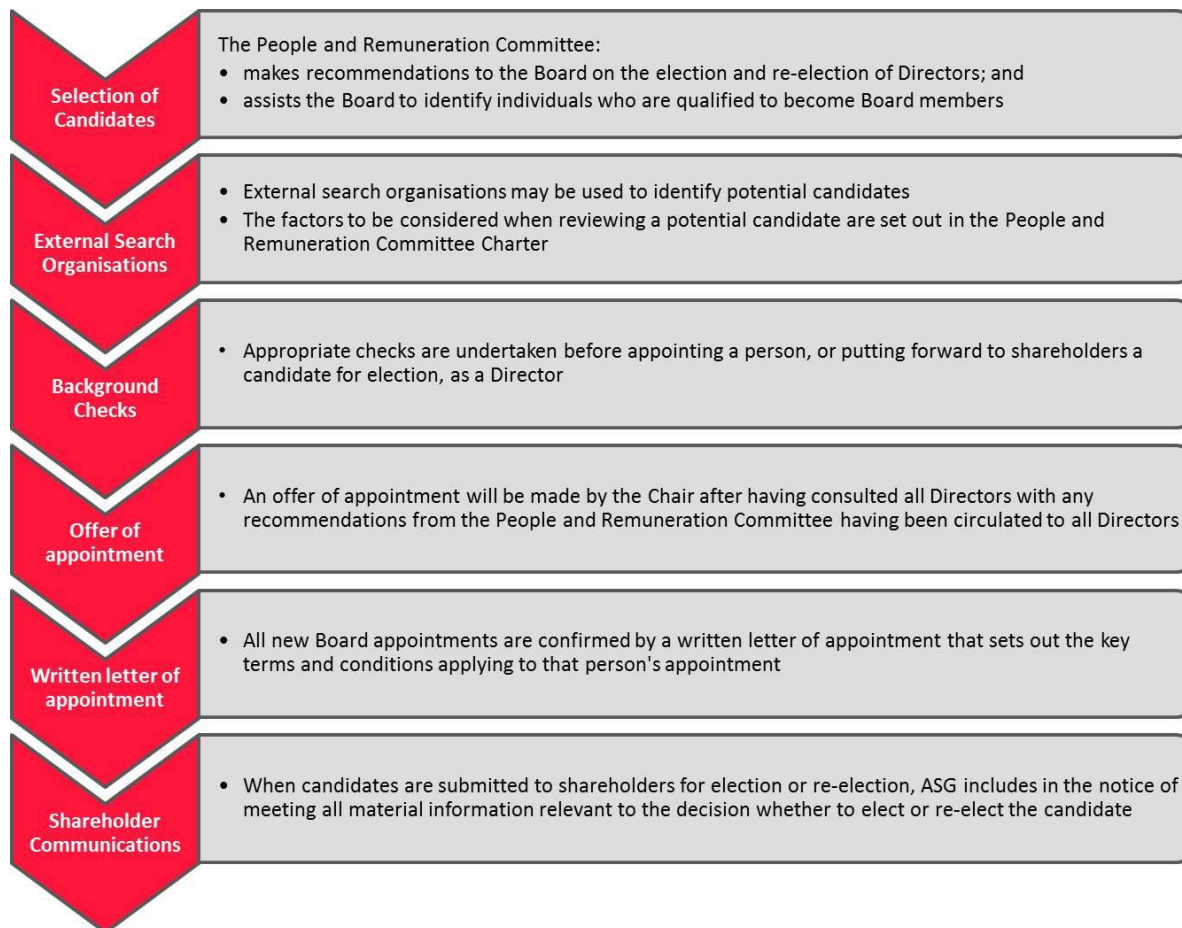 Selection of
Candidates
The People and Remuneration Committee:
• makes recommendations to the Board on the election and re-election of Directors; and
• assists the Board to identify individuals who are qualified to become Board members
External Search
Organisations
• External search organisations may be used to identify potential candidates
• The factors to be considered when reviewing a potential candidate are set out in the People and
Remuneration Committee Charter
Background
Checks
• Appropriate checks are undertaken before appointing a person, or putting forward to shareholders a
candidate for election, as a Director
Offer of
appointment
• An offer of appointment will be made by the Chair after having consulted all Directors with any
recommendations from the People and Remuneration Committee having been circulated to all Directors
Written letter of
appointment
• All new Board appointments are confirmed by a written letter of appointment that sets out the key
terms and conditions applying to that person's appointment
Shareholder
Communications
• When candidates are submitted to shareholders for election or re-election, ASG includes in the notice of
meeting all material information relevant to the decision whether to elect or re-elect the candidate